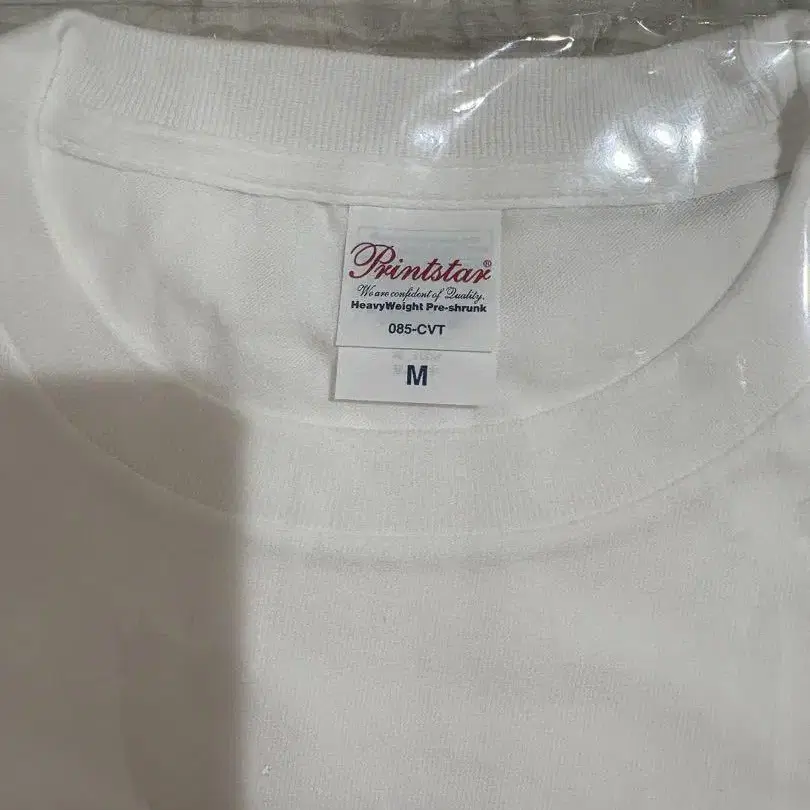 Printstar®
We are confident of Quality.
HeavyWeight Pre-shrunk
085-CVT
M